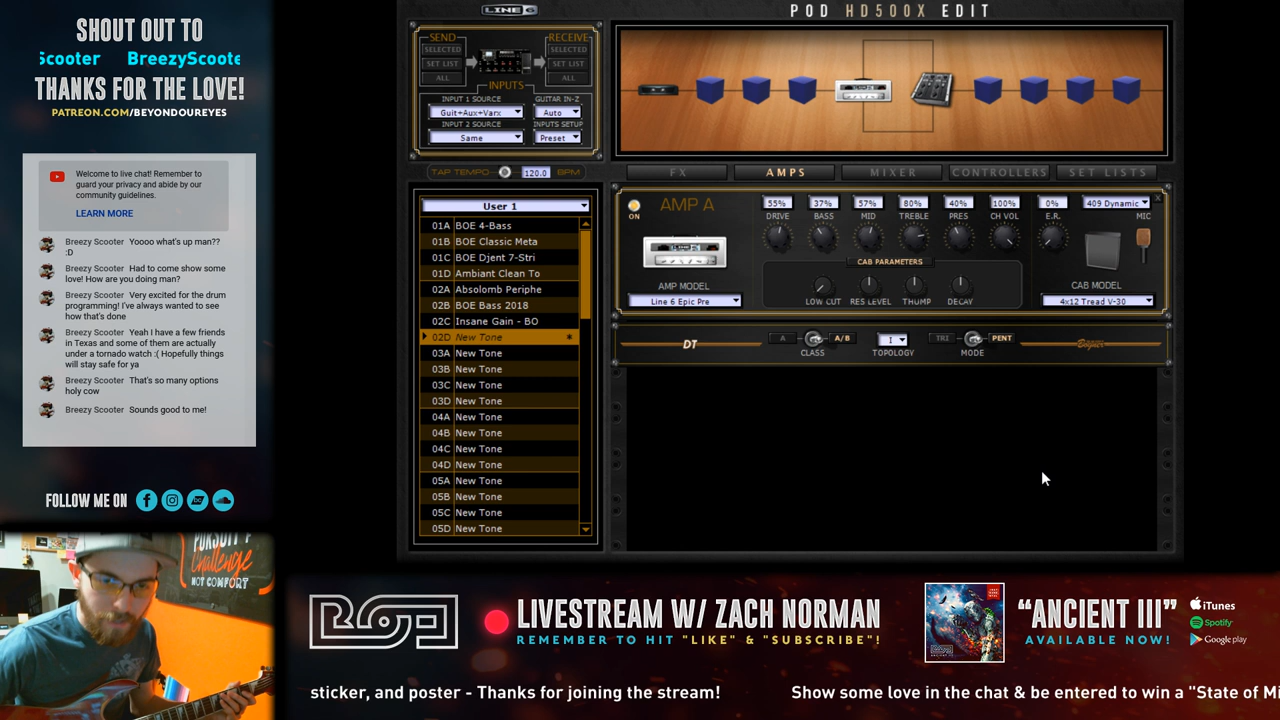 SHOUT OUT TO
Scooter BreezyScoote
THANKS FOR THE LOVE!
PATREON.COM/BEYONDOUREYES
Welcome to live chat! Remember to
guard your privacy and abide by our
community guidelines.
LEARN MORE
Breezy Scooter Yoooo what's up man??
:D
Breezy Scooter Had to come show some
love! How are you doing man?
Breezy Scooter Very excited for the drum
programming! I've always wanted to see
how that's done
Breezy Scooter Yeah I have a few friends
in Texas and some of them are actually
under a tornado watch :( Hopefully things
will stay safe for ya
Breezy Scooter That's so many options
holy cow
Breezy Scooter Sounds good to me!
FOLLOW ME ON
PURSUIT
Challenge
NOT COMFORT
LINE 6
POD HD500X EDIT
SEND
RECEIVE
SELECTED
SELECTED
SET LIST
SET LIST
ALL
ALL
INPUTS
INPUT 1 SOURCE
GUITAR IN-Z
Guit+Aux+Varx
Auto
INPUT 2 SOURCE
INPUTS SETUP
Same
Preset
TAP TEMPO 120.0 BPM
FX AMPS MIXER CONTROLLERS SET LISTS
User 1
01A BOE 4-Bass
01B BOE Classic Meta
01C BOE Djent 7-Stri
01D Ambiant Clean To
02A Absolomb Periphe
02B BOE Bass 2018
02C Insane Gain - BO
02D New Tone *
03A New Tone
03B New Tone
03C New Tone
03D New Tone
04A New Tone
04B New Tone
04C New Tone
04D New Tone
05A New Tone
05B New Tone
05C New Tone
05D New Tone
ON
AMP A
55% 37% 57% 80% 40% 100% 0% 409 Dynamic
DRIVE BASS MID TREBLE PRES CH VOL E.R. MIC
X
CAB PARAMETERS
LOW CUT RES LEVEL THUMP DECAY
AMP MODEL
Line 6 Epic Pre
CAB MODEL
4x12 Tread V-30
DT
A A/B
CLASS
I
TOPOLOGY
TRI PENT
MODE
Bogner
LIVESTREAM W/ ZACH NORMAN
REMEMBER TO HIT "LIKE" & "SUBSCRIBE"!
"ANCIENT III"
AVAILABLE NOW!
iTunes
Spotify
Google play
sticker, and poster - Thanks for joining the stream! Show some love in the chat & be entered to win a "State of Mi